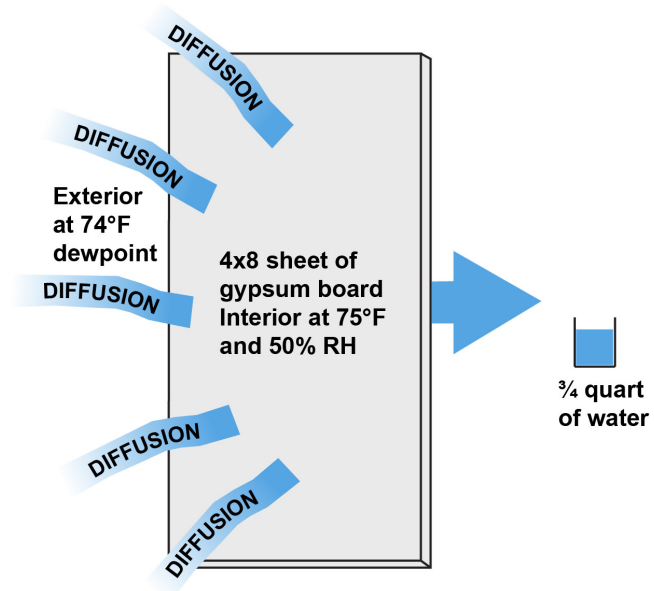 DIFFUSION
DIFFUSION
Exterior
at 74°F
dewpoint
DIFFUSION
4x8 sheet of
gypsum board
Interior at 75°F
and 50% RH
¾ quart
of water
DIFFUSION
DIFFUSION